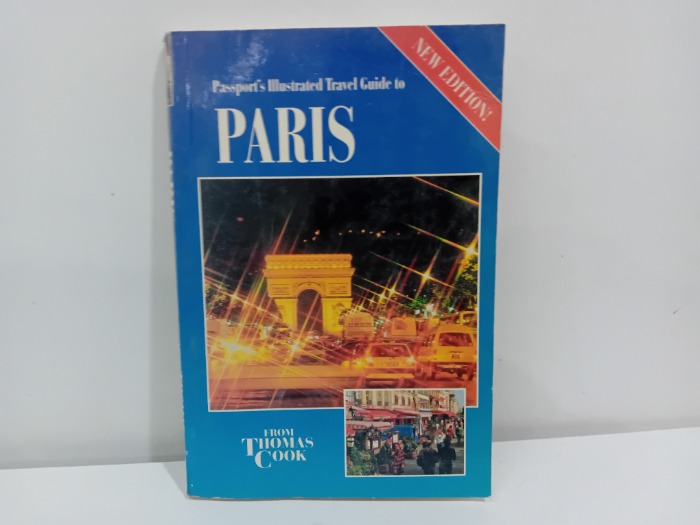 NEW EDITION!
Passport's Illustrated Travel Guide to
PARIS
FROM
THOMAS
COOK